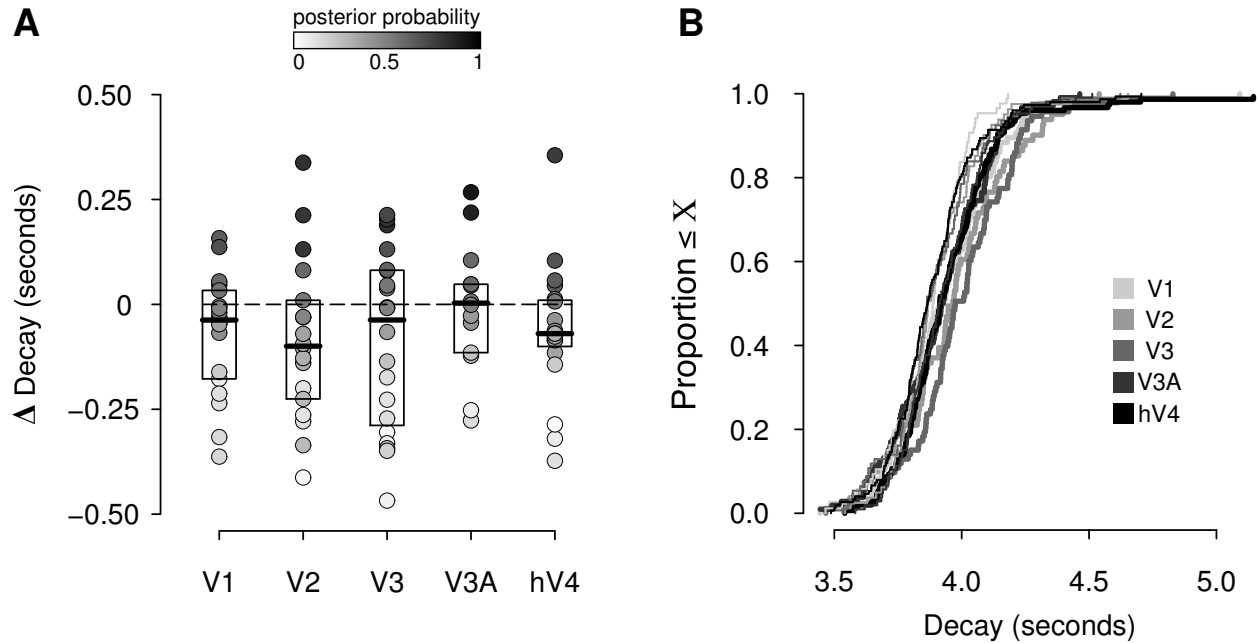 A
posterior probability
0 0.5 1
Δ Decay (seconds)
0.50
0.25
0
−0.25
−0.50
V1 V2 V3 V3A hV4
B
Proportion ≤ X
1.0
0.8
0.6
0.4
0.2
0.0
V1
V2
V3
V3A
hV4
3.5 4.0 4.5 5.0
Decay (seconds)